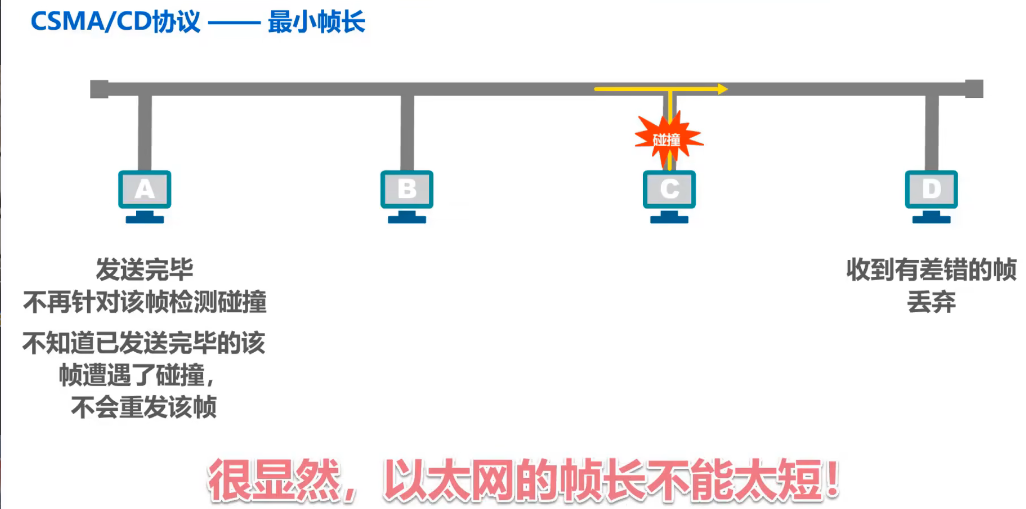 CSMA/CD协议 —— 最小帧长
碰撞
A
B
C
D
发送完毕
不再针对该帧检测碰撞
不知道已发送完毕的该
帧遭遇了碰撞，
不会重发该帧
收到有差错的帧
丢弃
很显然，以太网的帧长不能太短！